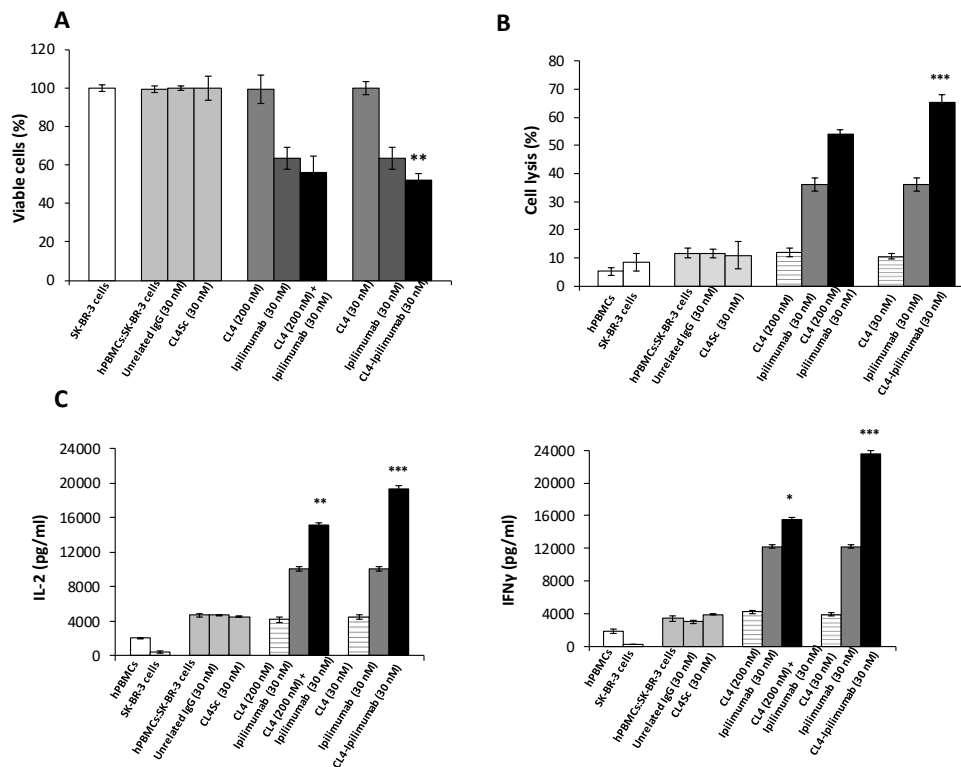 A
Viable cells (%)
120
100
80
60
40
20
0
**
SK-BR-3 cells
hPBMCs:SK-BR-3 cells
Unrelated IgG (30 nM)
CL4Sc (30 nM)
CL4 (200 nM)
Ipilimumab (30 nM)
CL4 (200 nM)+
Ipilimumab (30 nM)
CL4 (30 nM)
Ipilimumab (30 nM)
CL4-Ipilimumab (30 nM)
B
Cell lysis (%)
80
70
60
50
40
30
20
10
0
***
hPBMCs
SK-BR-3 cells
hPBMCs:SK-BR-3 cells
Unrelated IgG (30 nM)
CL4Sc (30 nM)
CL4 (200 nM)
Ipilimumab (30 nM)
CL4 (200 nM)
Ipilimumab (30 nM)
CL4 (30 nM)
Ipilimumab (30 nM)
CL4-Ipilimumab (30 nM)
C
IL-2 (pg/ml)
24000
20000
16000
12000
8000
4000
0
**
***
hPBMCs
SK-BR-3 cells
hPBMCs:SK-BR-3 cells
Unrelated IgG (30 nM)
CL4Sc (30 nM)
CL4 (200 nM)
Ipilimumab (30 nM)
CL4 (200 nM)+
Ipilimumab (30 nM)
CL4 (30 nM)
Ipilimumab (30 nM)
CL4-Ipilimumab (30 nM)
IFNγ (pg/ml)
24000
20000
16000
12000
8000
4000
0
*
***
hPBMCs
SK-BR-3 cells
hPBMCs:SK-BR-3 cells
Unrelated IgG (30 nM)
CL4Sc (30 nM)
CL4 (200 nM)
Ipilimumab (30 nM)
CL4 (200 nM)+
Ipilimumab (30 nM)
CL4 (30 nM)
Ipilimumab (30 nM)
CL4-Ipilimumab (30 nM)